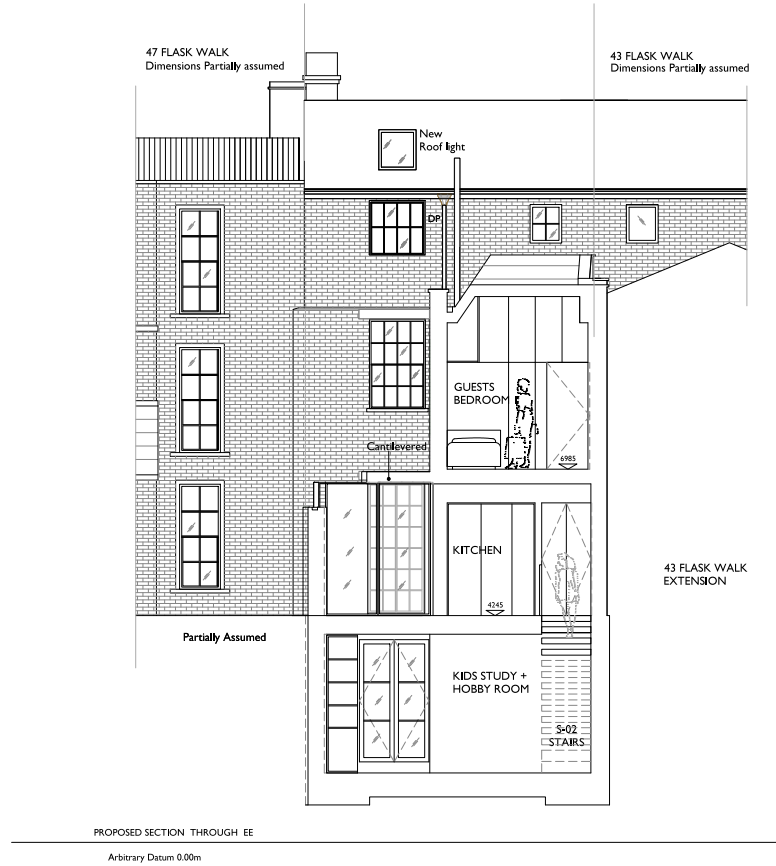 47 FLASK WALK
Dimensions Partially assumed
43 FLASK WALK
Dimensions Partially assumed
New
Roof light
DP
GUESTS
BEDROOM
Cantilevered
6985
KITCHEN
43 FLASK WALK
EXTENSION
4245
Partially Assumed
KIDS STUDY +
HOBBY ROOM
S-02
STAIRS
PROPOSED SECTION THROUGH EE
Arbitrary Datum 0.00m